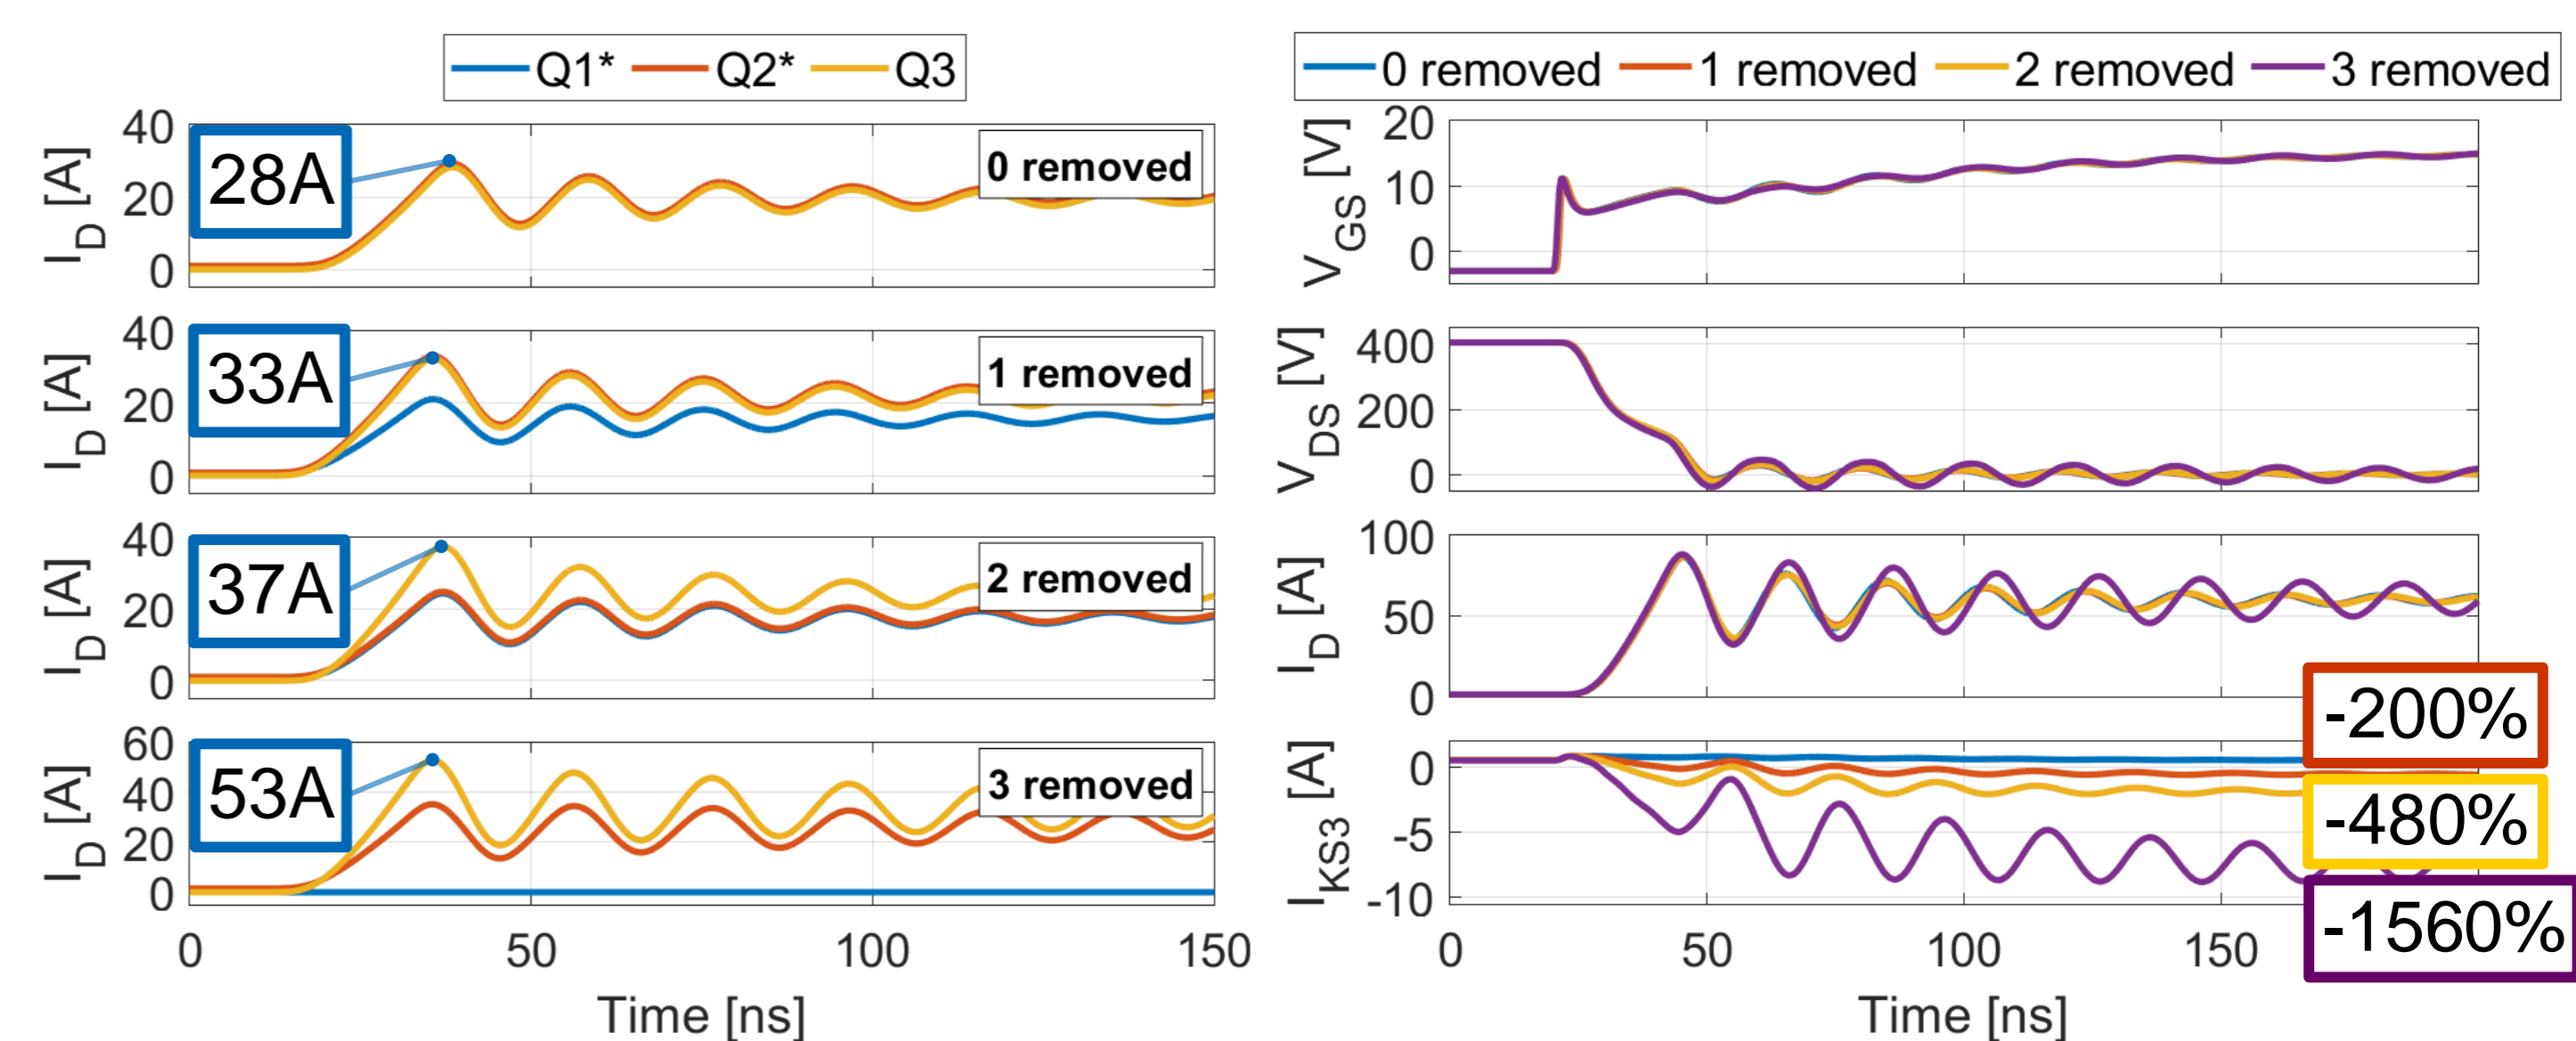 Q1* Q2* Q3
40
20
0
I_D [A]
28A
0 removed
40
20
0
I_D [A]
33A
1 removed
40
20
0
I_D [A]
37A
2 removed
60
40
20
0
I_D [A]
53A
3 removed
0 50 100 150
Time [ns]
0 removed 1 removed 2 removed 3 removed
20
10
0
V_GS [V]
400
200
0
V_DS [V]
100
50
0
I_D [A]
0
-5
-10
I_KS3 [A]
-200%
-480%
-1560%
0 50 100 150
Time [ns]